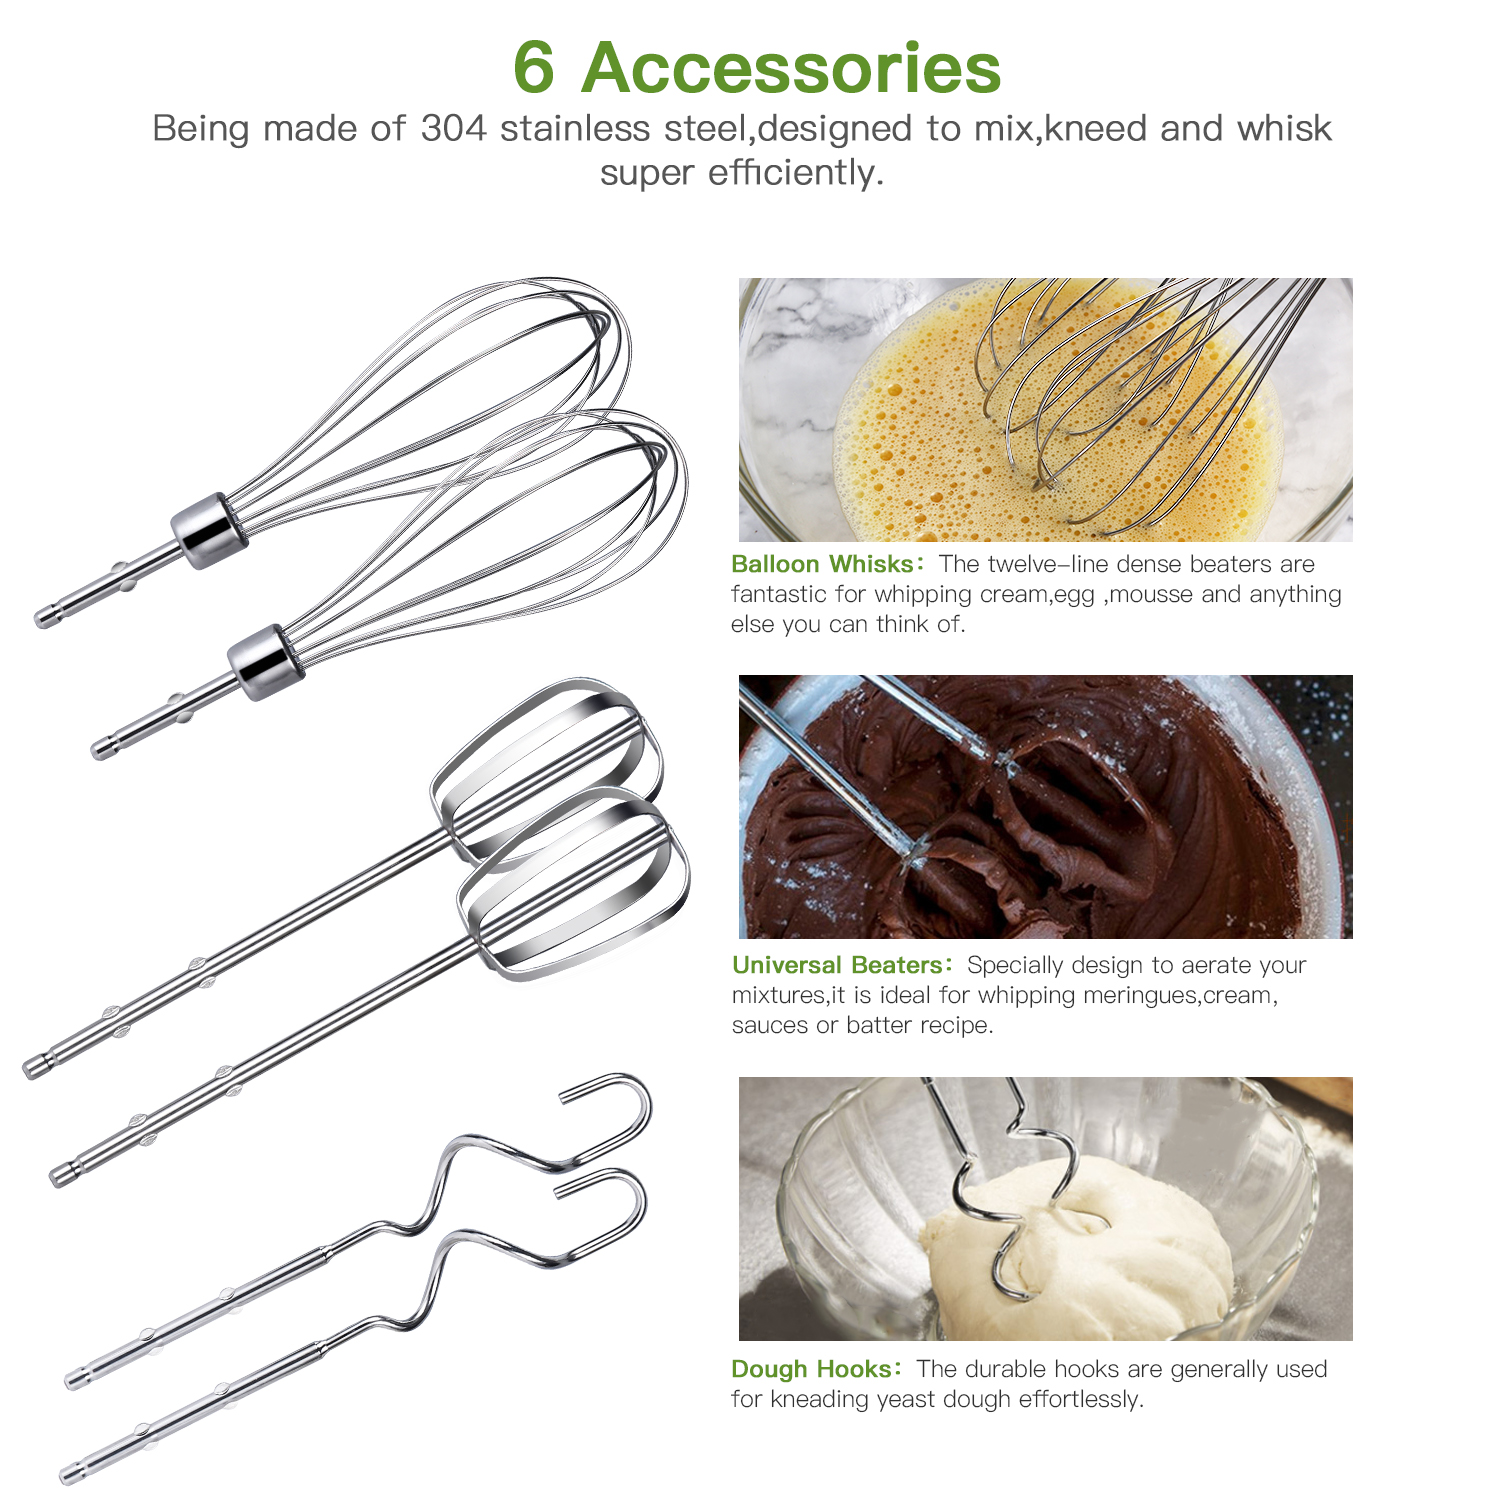 6 Accessories
Being made of 304 stainless steel,designed to mix,kneed and whisk
super efficiently.
Balloon Whisks: The twelve-line dense beaters are
fantastic for whipping cream,egg ,mousse and anything
else you can think of.
Universal Beaters: Specially design to aerate your
mixtures,it is ideal for whipping meringues,cream,
sauces or batter recipe.
Dough Hooks: The durable hooks are generally used
for kneading yeast dough effortlessly.